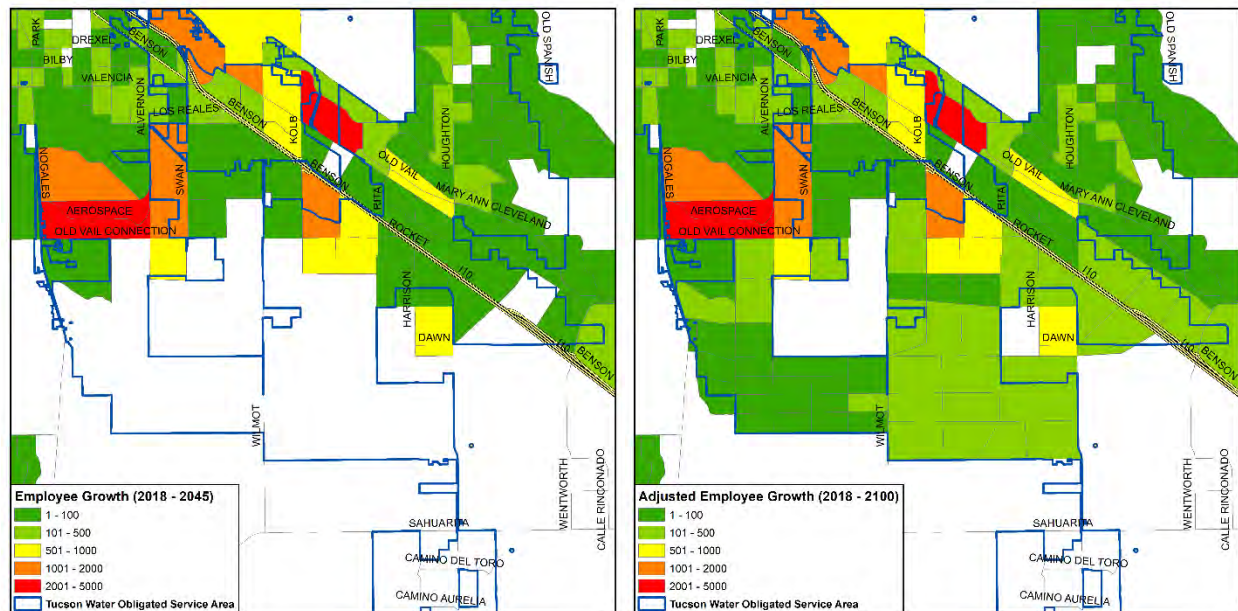 PARK
DREXEL
BENSON
BILBY
VALENCIA
ALVERNON
LOS REALES
BENSON
KOLB
HOUGHTON
OLD SPANISH
NOGALES
SWAN
OLD VAIL
BENSON
RITA
MARY ANN CLEVELAND
AEROSPACE
OLD VAIL CONNECTION
ROCKET
I10
HARRISON
DAWN
I10
BENSON
WILMOT
WENTWORTH
CALLE RINCONADO
SAHUARITA
CAMINO DEL TORO
CAMINO AURELIA
Employee Growth (2018 - 2045)
1 - 100
101 - 500
501 - 1000
1001 - 2000
2001 - 5000
Tucson Water Obligated Service Area
PARK
DREXEL
BENSON
BILBY
VALENCIA
ALVERNON
LOS REALES
BENSON
KOLB
HOUGHTON
OLD SPANISH
NOGALES
SWAN
OLD VAIL
BENSON
RITA
MARY ANN CLEVELAND
AEROSPACE
OLD VAIL CONNECTION
ROCKET
I10
HARRISON
DAWN
I10
BENSON
WILMOT
WENTWORTH
CALLE RINCONADO
SAHUARITA
CAMINO DEL TORO
CAMINO AURELIA
Adjusted Employee Growth (2018 - 2100)
1 - 100
101 - 500
501 - 1000
1001 - 2000
2001 - 5000
Tucson Water Obligated Service Area